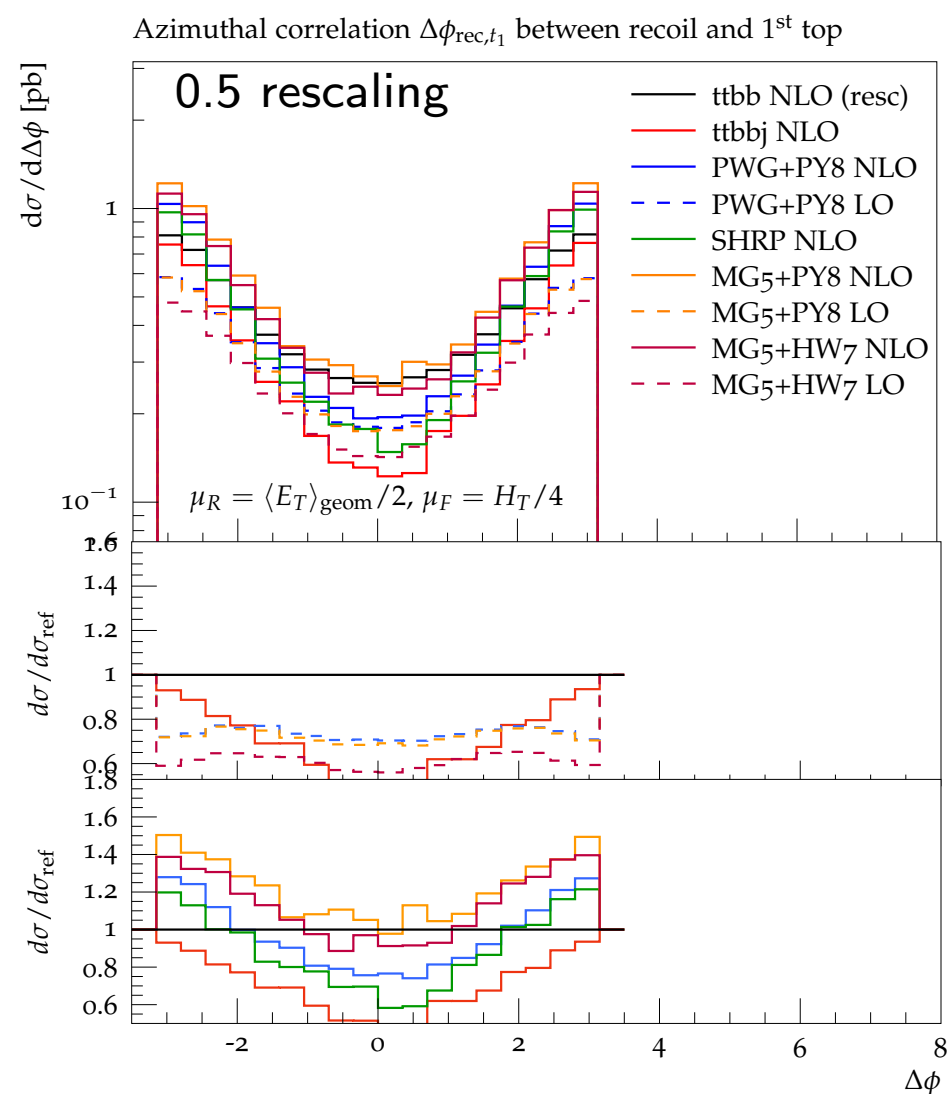 Azimuthal correlation Δϕrec,t1 between recoil and 1st top
dσ/dΔϕ [pb]
0.5 rescaling
ttbb NLO (resc)
ttbbj NLO
PWG+PY8 NLO
PWG+PY8 LO
SHRP NLO
MG5+PY8 NLO
MG5+PY8 LO
MG5+HW7 NLO
MG5+HW7 LO
1
10−1
μR = ⟨ET⟩geom/2, μF = HT/4
dσ/dσref
1.6
1.4
1.2
1
0.8
0.6
dσ/dσref
1.8
1.6
1.4
1.2
1
0.8
0.6
-2 0 2 4 6 8
Δϕ